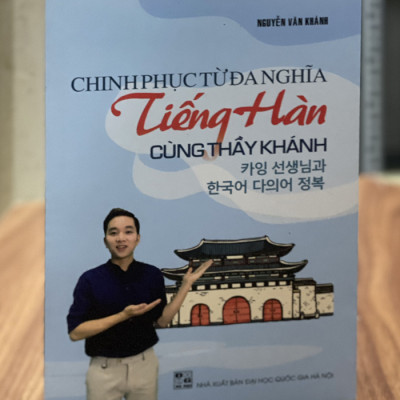 NGUYỄN VĂN KHÁNH
CHINH PHỤC TỪ ĐA NGHĨA
Tiếng Hàn
CÙNG THẦY KHÁNH
카잉 선생님과
한국어 다의어 정복
NHÀ XUẤT BẢN ĐẠI HỌC QUỐC GIA HÀ NỘI